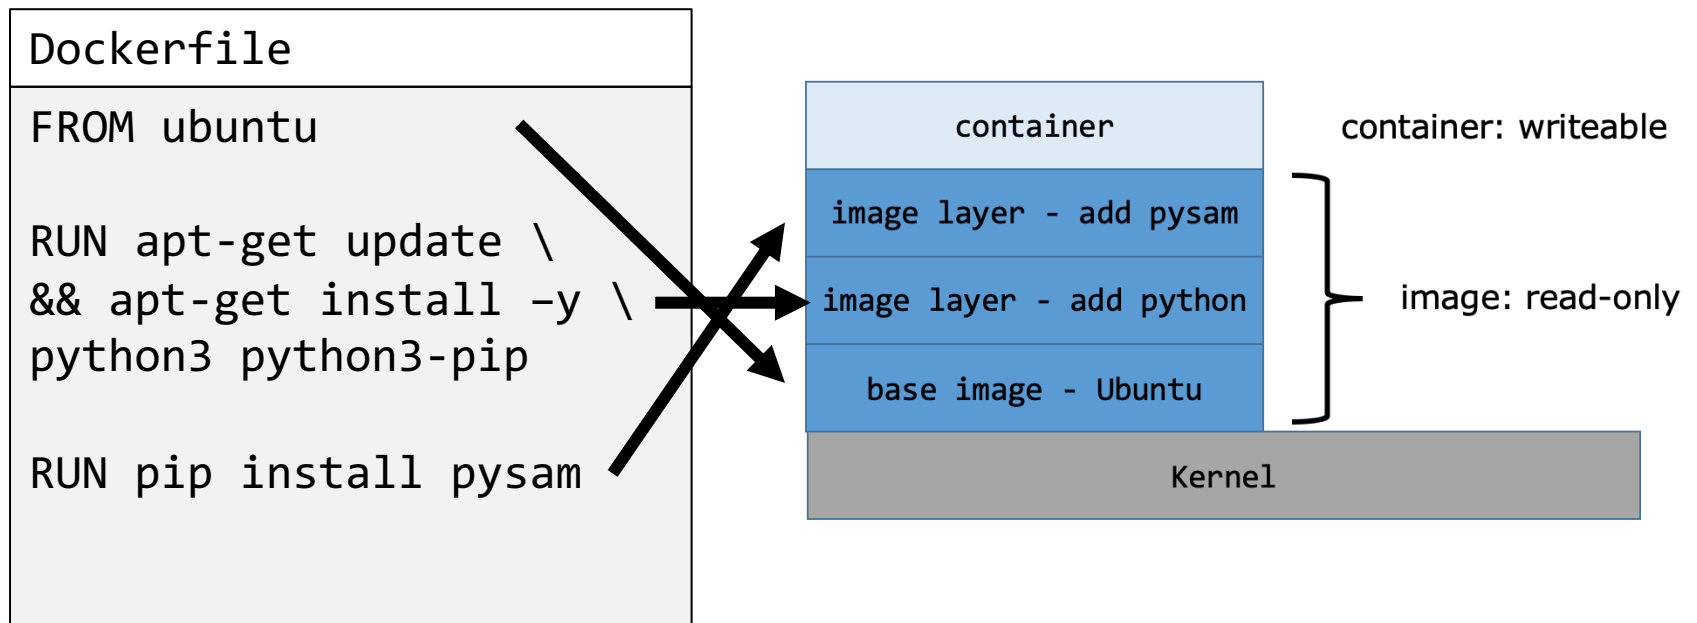 Dockerfile
FROM ubuntu
RUN apt-get update \
&& apt-get install –y \
python3 python3-pip
RUN pip install pysam
container
image layer - add pysam
image layer - add python
base image - Ubuntu
Kernel
container: writeable
image: read-only